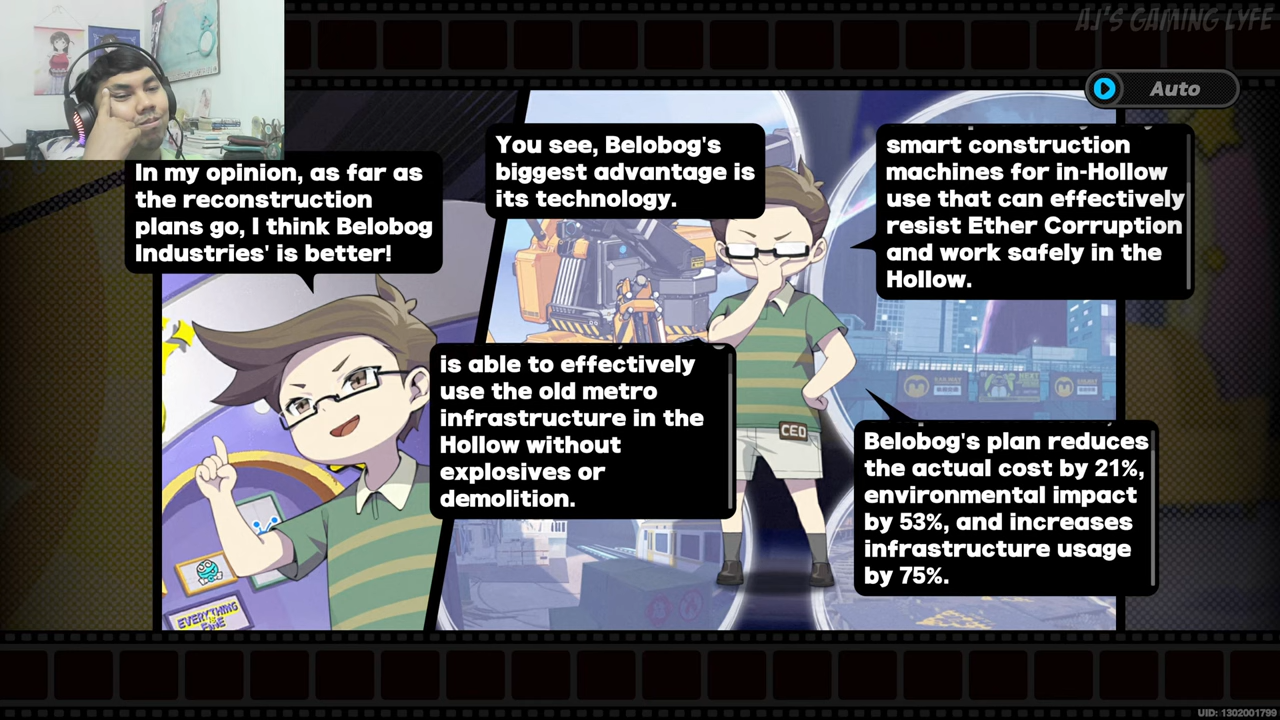 AJ'S GAMING LYFE
Auto
In my opinion, as far as
the reconstruction
plans go, I think Belobog
Industries' is better!
You see, Belobog's
biggest advantage is
its technology.
smart construction
machines for in-Hollow
use that can effectively
resist Ether Corruption
and work safely in the
Hollow.
is able to effectively
use the old metro
infrastructure in the
Hollow without
explosives or
demolition.
Belobog's plan reduces
the actual cost by 21%,
environmental impact
by 53%, and increases
infrastructure usage
by 75%.
CEO
EVERYTHING
IS
FINE
UID: 1302001799